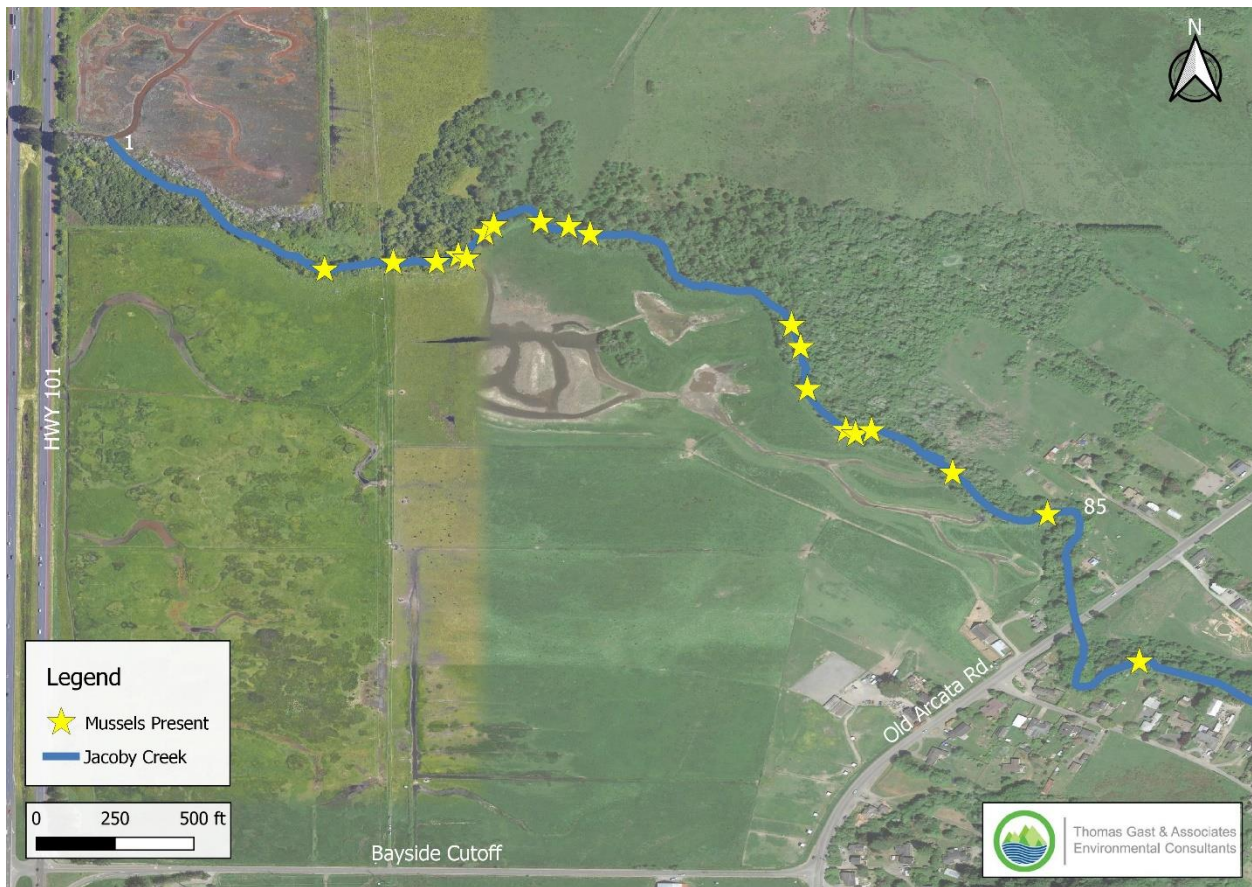 N
1
HWY 101
85
Old Arcata Rd.
Legend
Mussels Present
Jacoby Creek
0 250 500 ft
Bayside Cutoff
Thomas Gast & Associates
Environmental Consultants